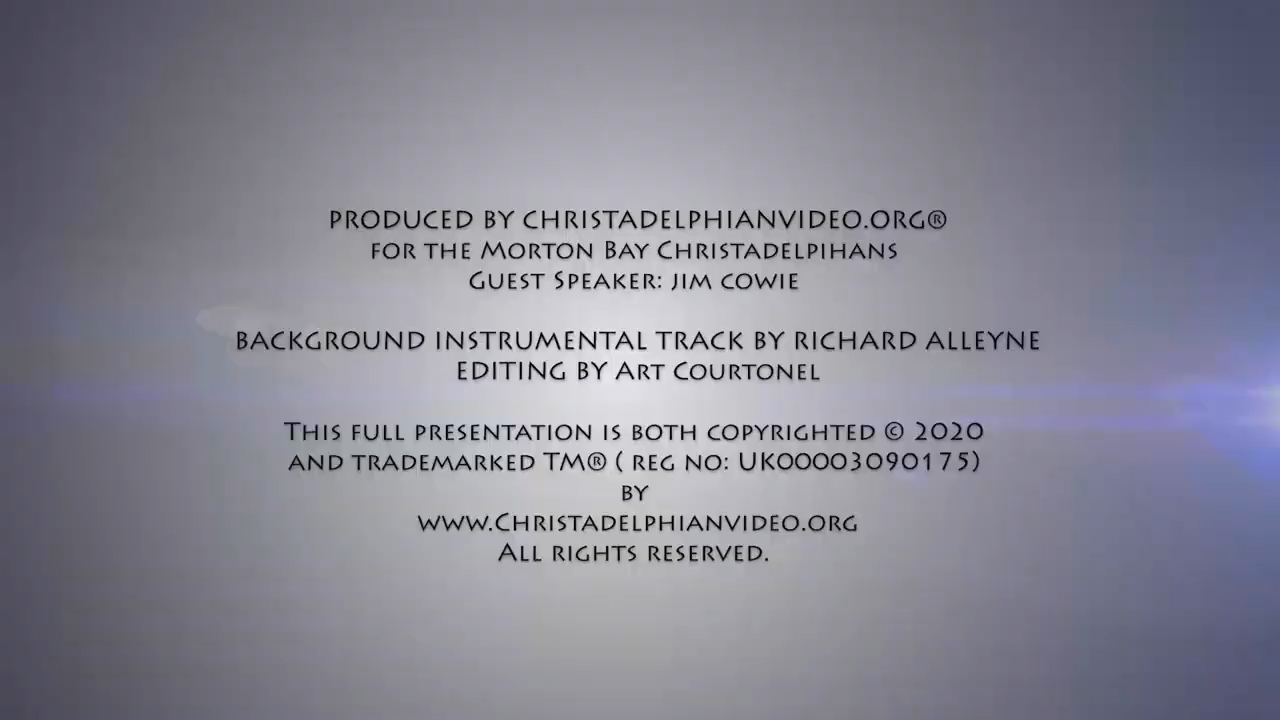 PRODUCED BY CHRISTADELPHIANVIDEO.ORG®
FOR THE MORTON BAY CHRISTADELPIHANS
GUEST SPEAKER: JIM COWIE
BACKGROUND INSTRUMENTAL TRACK BY RICHARD ALLEYNE
EDITING BY ART COURTONEL
THIS FULL PRESENTATION IS BOTH COPYRIGHTED © 2020
AND TRADEMARKED TM® ( REG NO: UK00003090175)
BY
WWW.CHRISTADELPHIANVIDEO.ORG
ALL RIGHTS RESERVED.